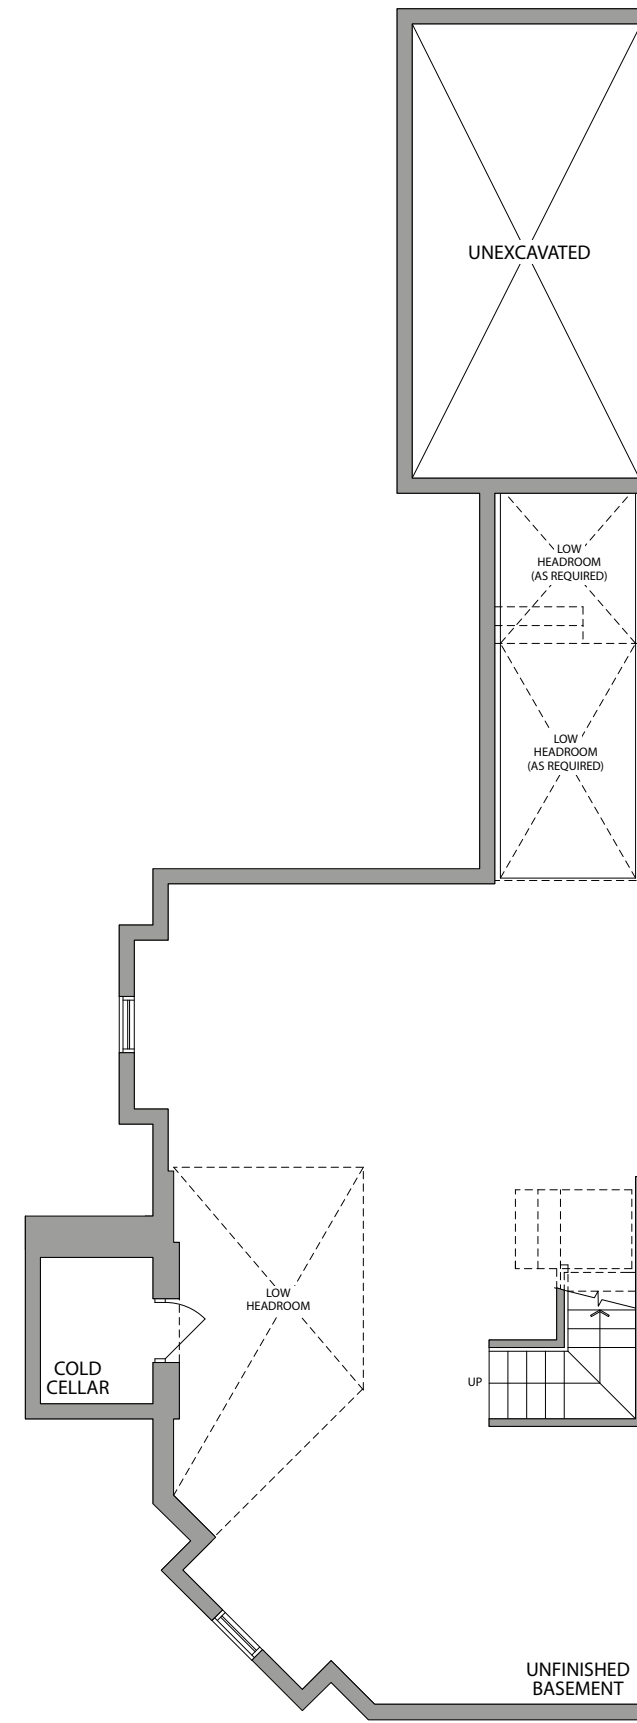 UNEXCAVATED
LOW
HEADROOM
(AS REQUIRED)
LOW
HEADROOM
(AS REQUIRED)
LOW
HEADROOM
COLD
CELLAR
UP
UNFINISHED
BASEMENT